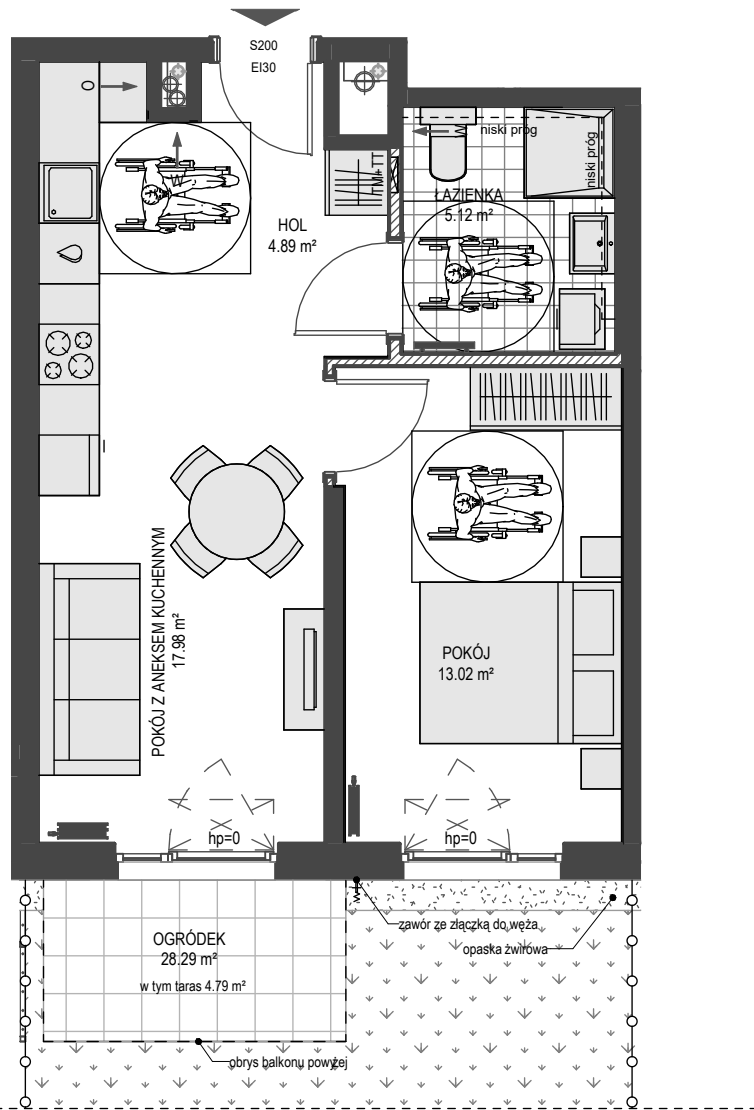 S200
EI30
niski próg
niski próg
TM+TT
W
W
ŁAZIENKA
5.12 m²
HOL
4.89 m²
POKÓJ Z ANEKSEM KUCHENNYM
17.98 m²
POKÓJ
13.02 m²
hp=0
hp=0
zawór ze złączką do węża
opaska żwirowa
OGRÓDEK
28.29 m²
w tym taras 4.79 m²
obrys balkonu powyżej